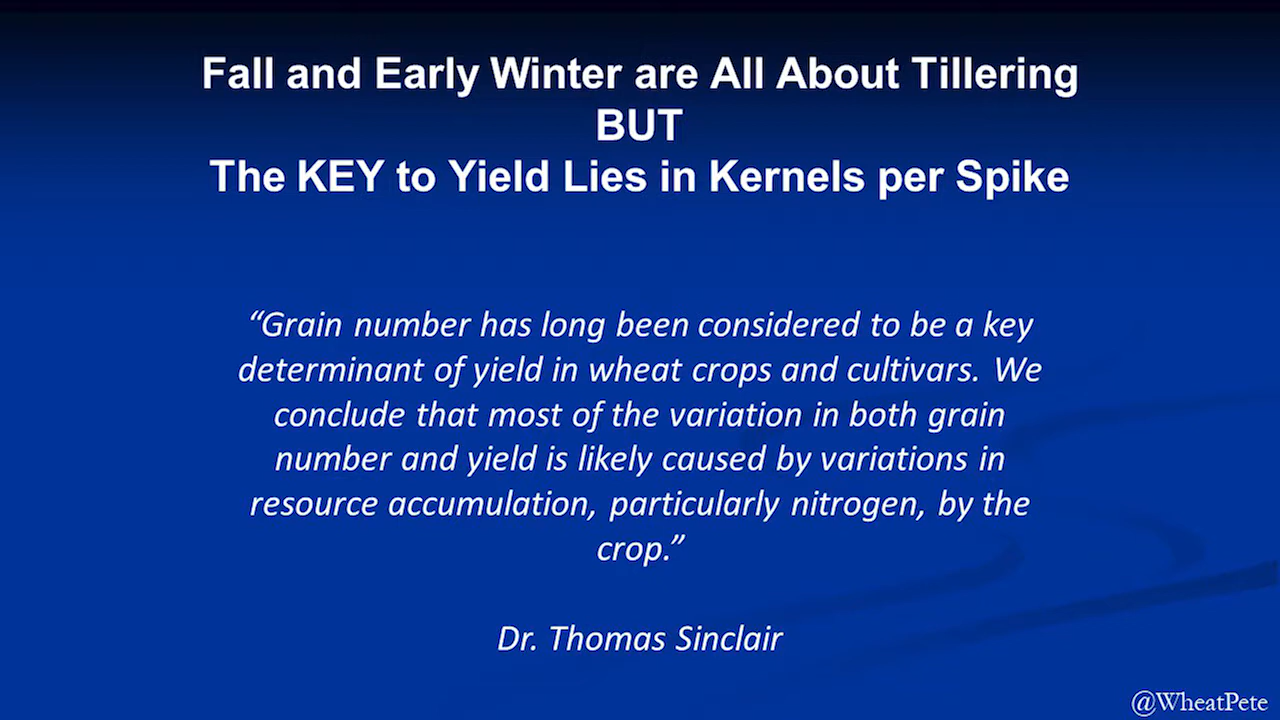 Fall and Early Winter are All About Tillering
BUT
The KEY to Yield Lies in Kernels per Spike
“Grain number has long been considered to be a key
determinant of yield in wheat crops and cultivars. We
conclude that most of the variation in both grain
number and yield is likely caused by variations in
resource accumulation, particularly nitrogen, by the
crop.”
Dr. Thomas Sinclair
@WheatPete